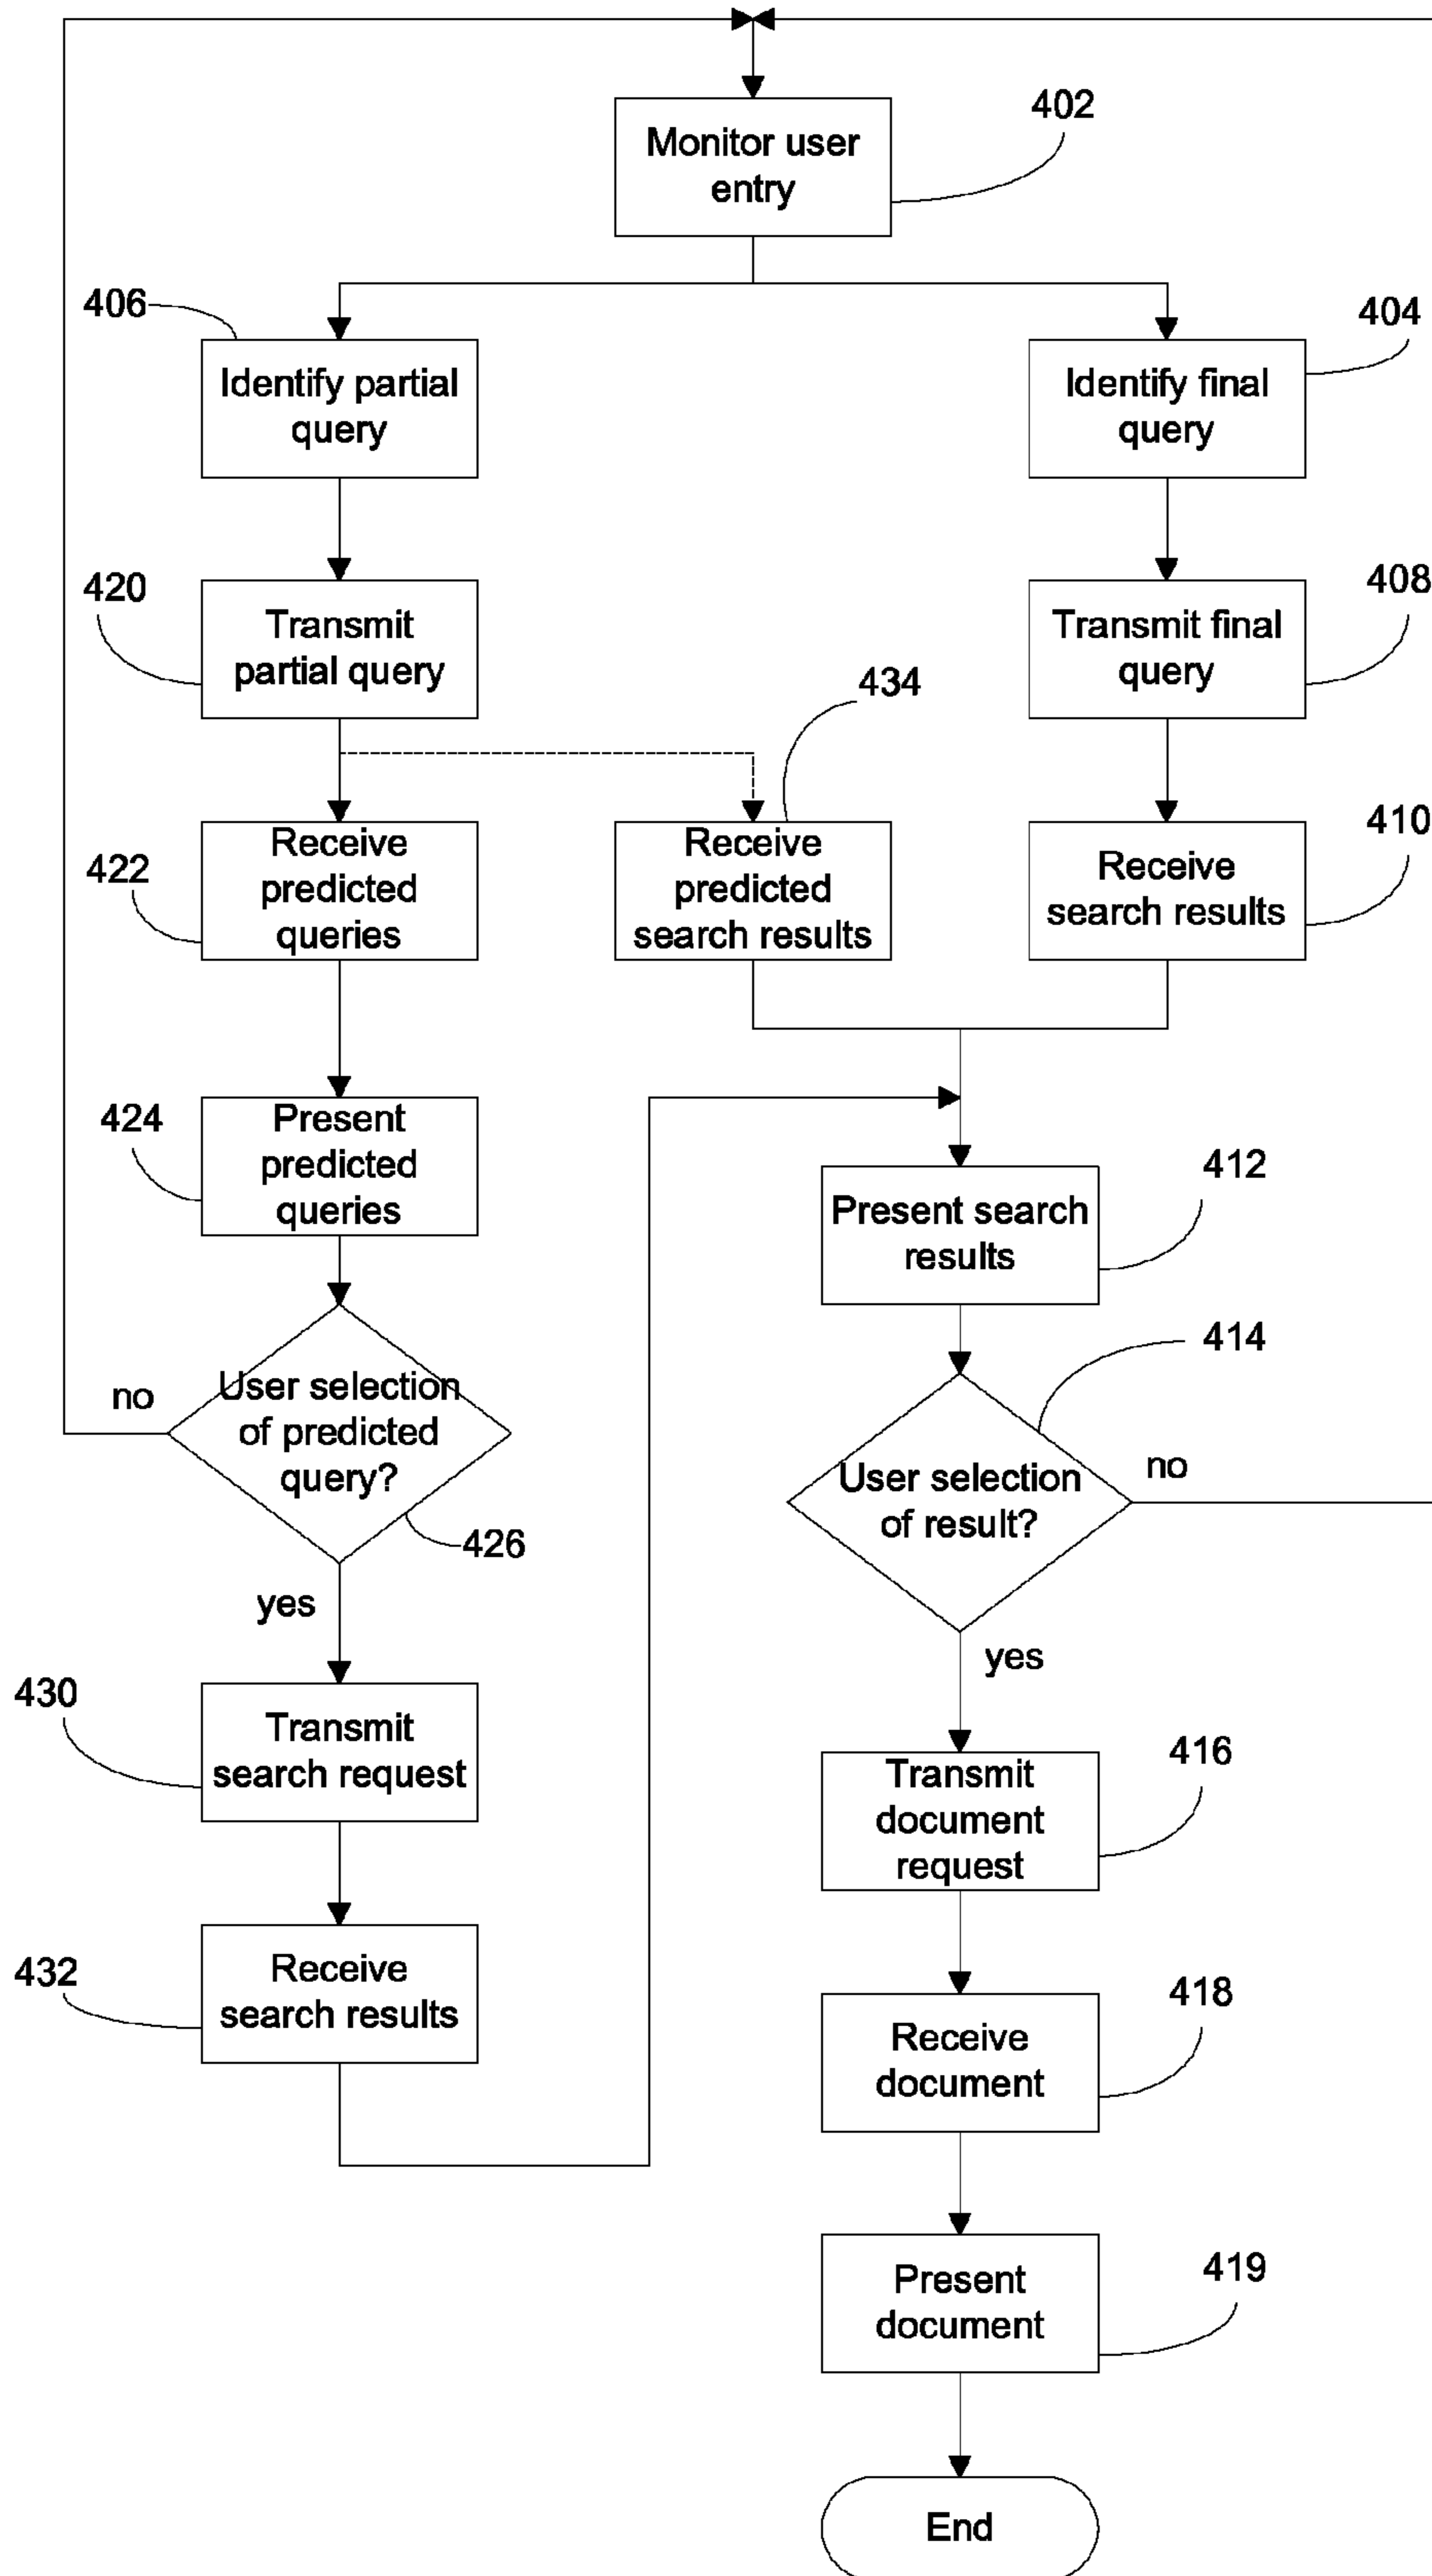 402
Monitor user
entry
406
404
Identify partial
query
Identify final
query
420
408
Transmit
partial query
Transmit final
query
434
422
410
Receive
predicted
queries
Receive
predicted
search results
Receive
search results
424
Present
predicted
queries
412
Present search
results
414
no
User selection
of predicted
query?
426
User selection
of result?
no
yes
yes
430
Transmit
search request
416
Transmit
document
request
432
Receive
search results
418
Receive
document
419
Present
document
End